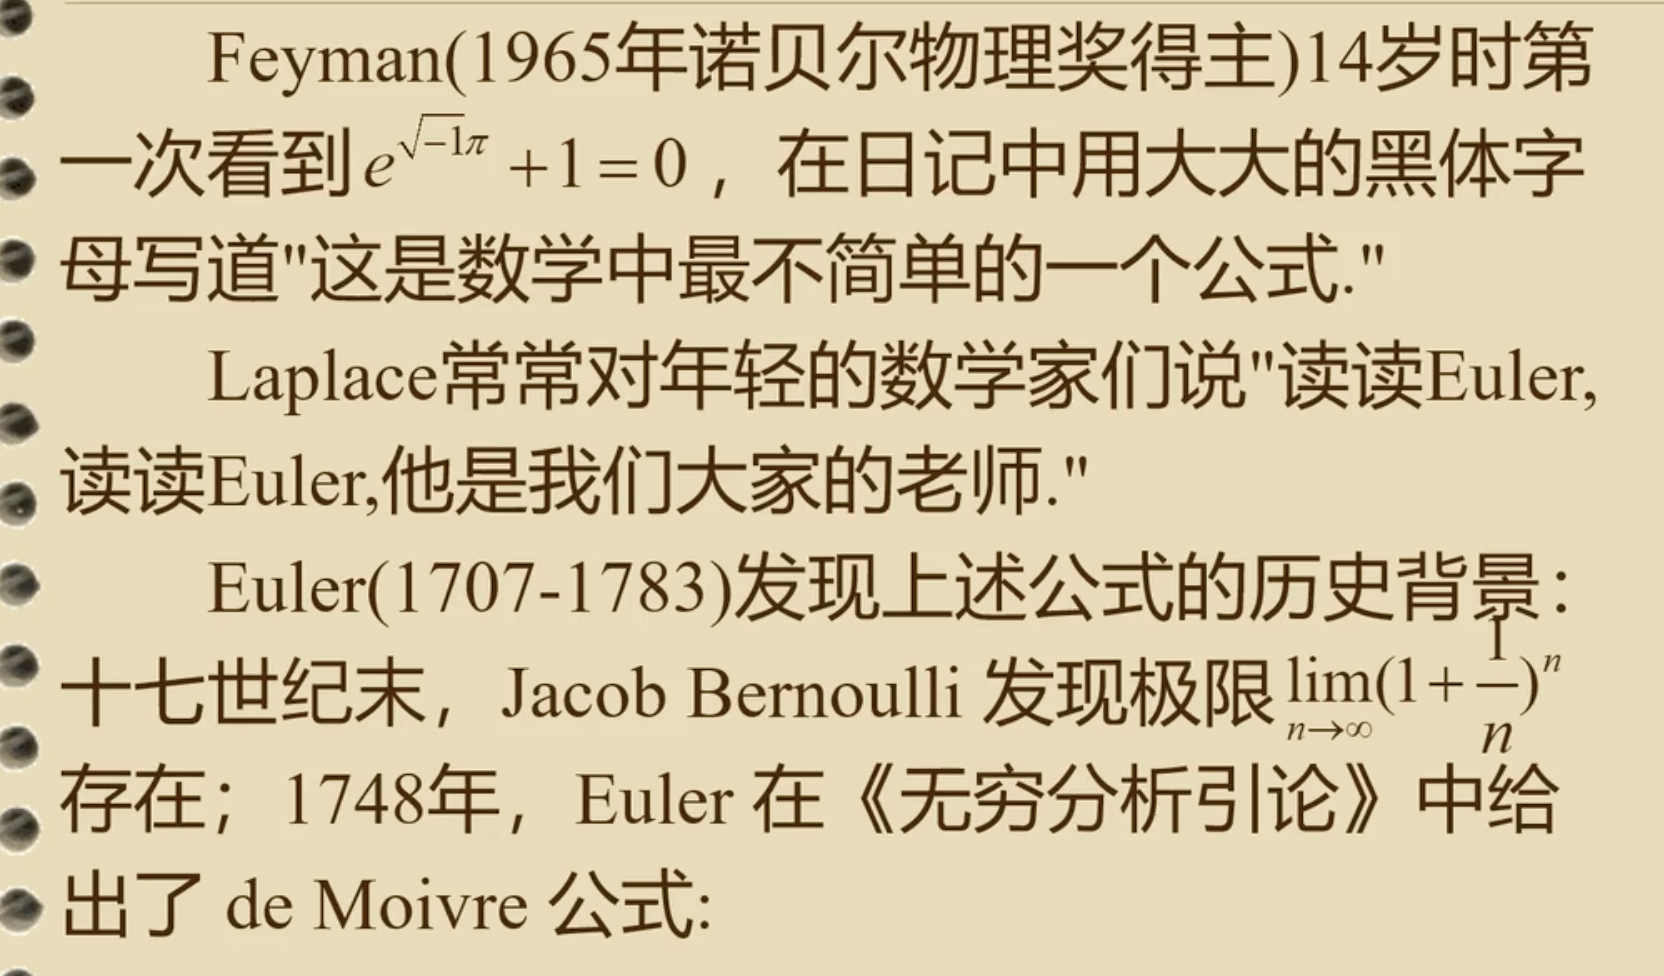 Feyman(1965年诺贝尔物理奖得主)14岁时第
一次看到 $e^{\sqrt{-1}\pi}+1=0$ ，在日记中用大大的黑体字
母写道"这是数学中最不简单的一个公式."
Laplace常常对年轻的数学家们说"读读Euler,
读读Euler,他是我们大家的老师."
Euler(1707-1783)发现上述公式的历史背景：
十七世纪末，Jacob Bernoulli 发现极限 $\lim_{n\to\infty}(1+\frac{1}{n})^n$
存在；1748年，Euler 在《无穷分析引论》中给
出了 de Moivre 公式: